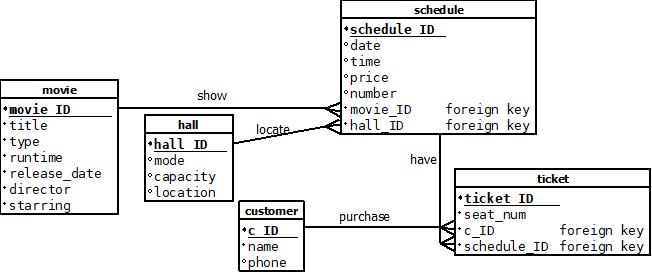 schedule
schedule_ID
date
time
price
number
movie_ID foreign key
hall_ID foreign key
show
movie
movie_ID
title
type
runtime
release_date
director
starring
hall
hall_ID
mode
capacity
location
locate
have
ticket
ticket_ID
seat_num
c_ID foreign key
schedule_ID foreign key
customer
c_ID
name
phone
purchase